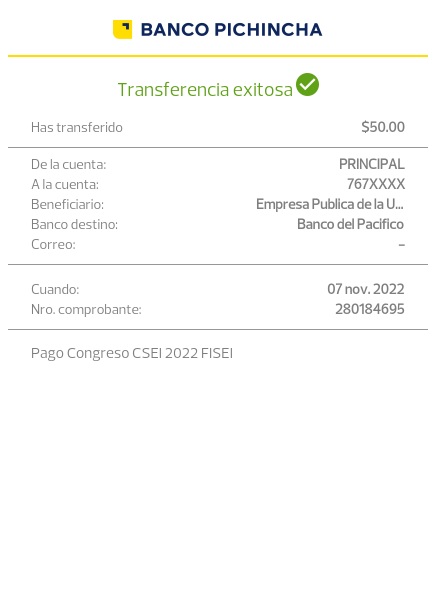 BANCO PICHINCHA
Transferencia exitosa
Has transferido $50.00
De la cuenta: PRINCIPAL
A la cuenta: 767XXXX
Beneficiario: Empresa Publica de la U...
Banco destino: Banco del Pacifico
Correo: –
Cuando: 07 nov. 2022
Nro. comprobante: 280184695
Pago Congreso CSEI 2022 FISEI